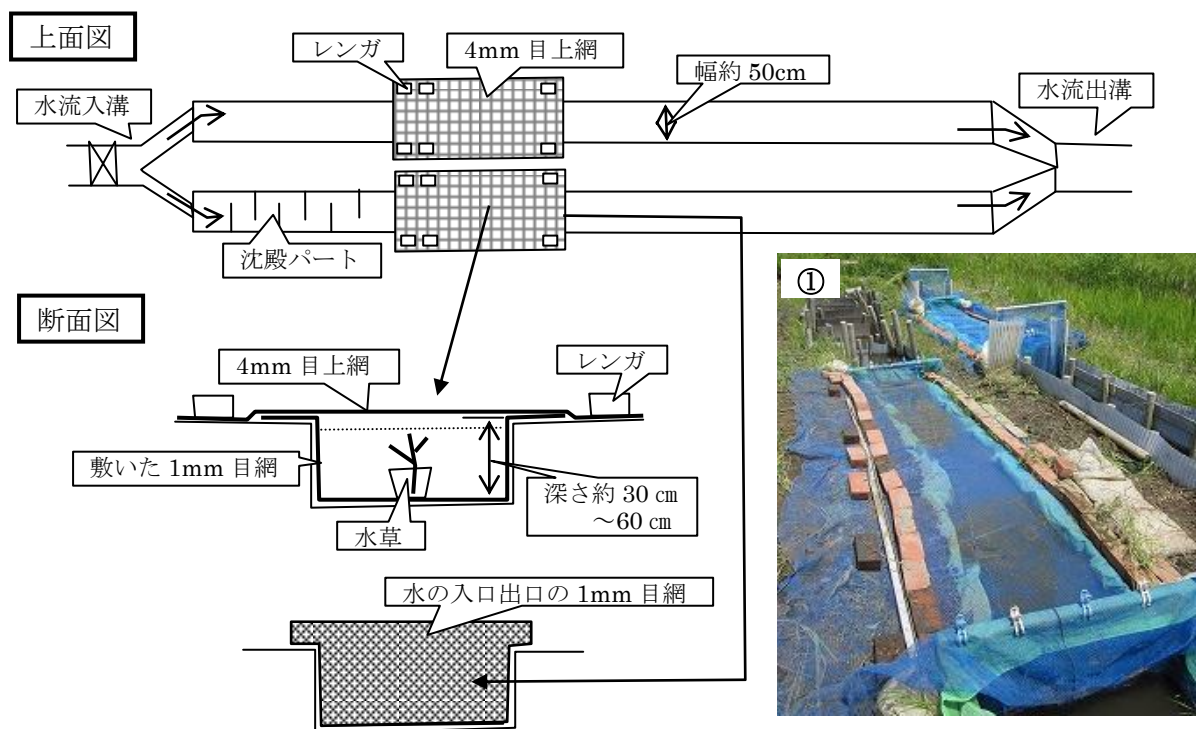 上面図
レンガ
4mm 目上網
幅約 50cm
水流入溝
水流出溝
沈殿パート
①
断面図
4mm 目上網
レンガ
敷いた 1mm 目網
深さ約 30 ㎝
～60 ㎝
水草
水の入口出口の 1mm 目網